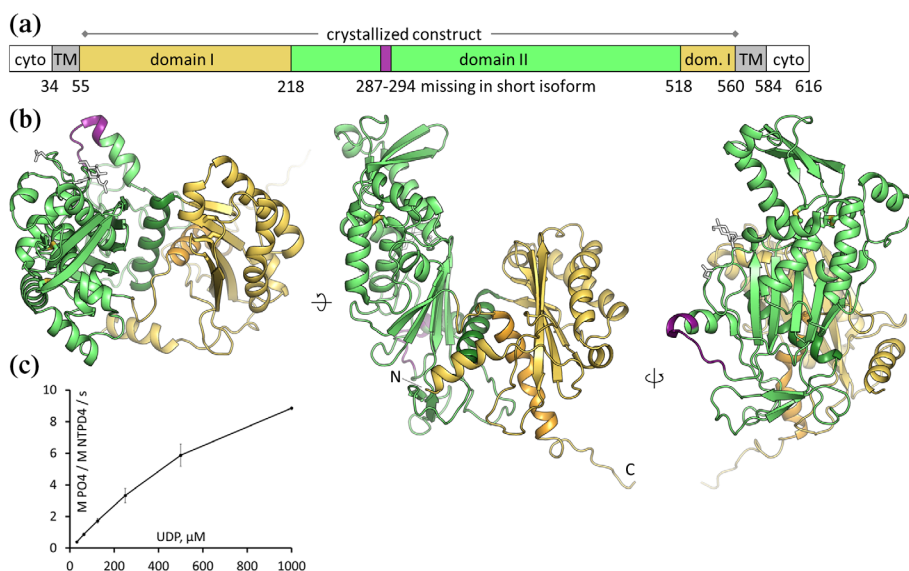 (a)
crystallized construct
cyto TM domain I domain II dom. I TM cyto
34 55 218 287-294 missing in short isoform 518 560 584 616
(b)
N
C
(c)
M PO4 / M NTPD4 / s
10
8
6
4
2
0
UDP, µM
0 200 400 600 800 1000